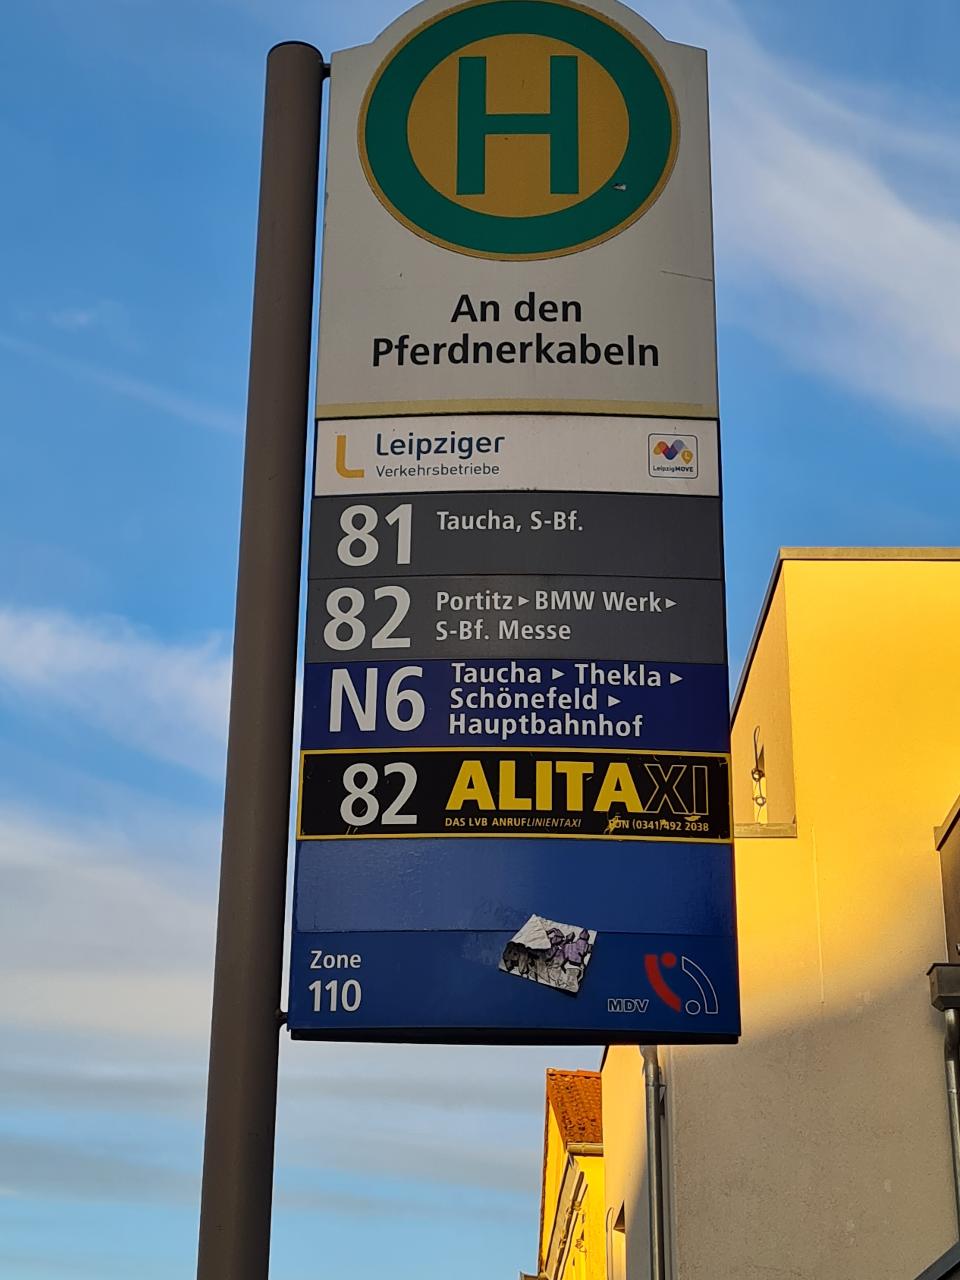 H
An den
Pferdnerkabeln
Leipziger
Verkehrsbetriebe
LeipzigMOVE
81 Taucha, S-Bf.
82 Portitz ▸ BMW Werk ▸
S-Bf. Messe
N6 Taucha ▸ Thekla ▸
Schönefeld ▸
Hauptbahnhof
82 ALITAXI
DAS LVB ANRUFLINIENTAXI FON (0341) 492 2038
Zone
110
MDV